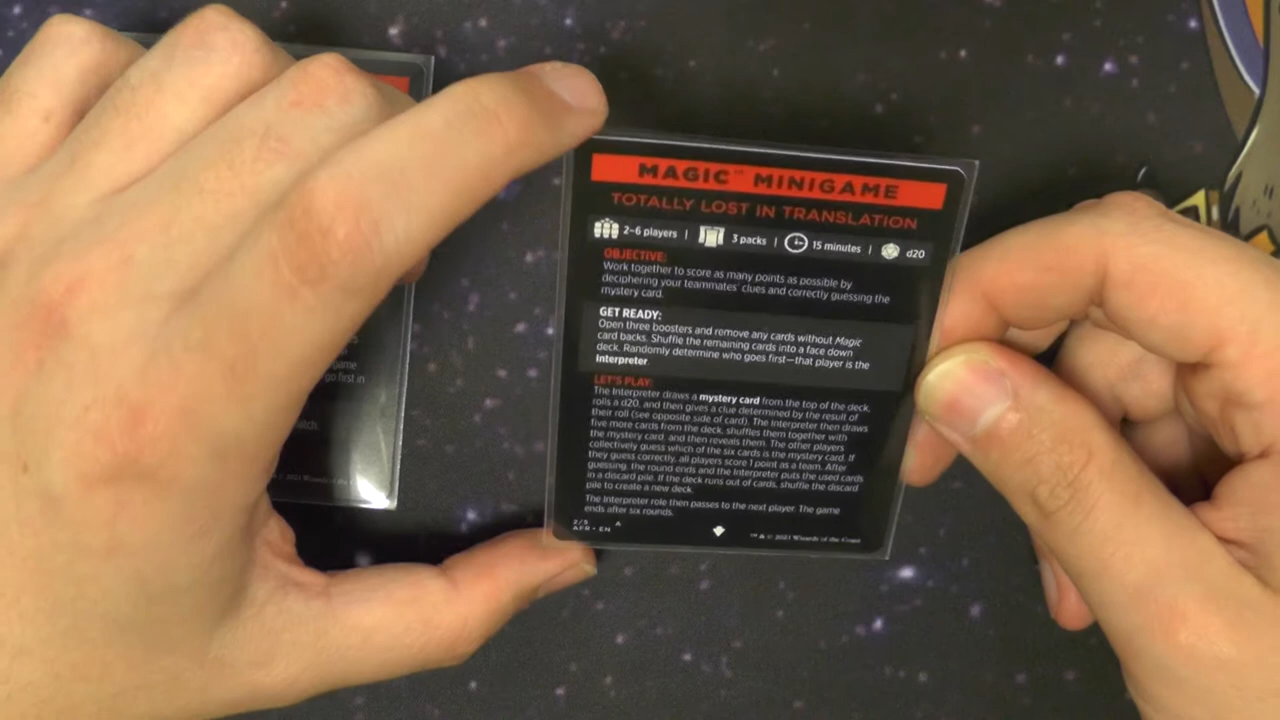 MAGIC™ MINIGAME
TOTALLY LOST IN TRANSLATION
2–6 players | 3 packs | 15 minutes | d20
OBJECTIVE:
Work together to score as many points as possible by
deciphering your teammates' clues and correctly guessing the
mystery card.
GET READY:
Open three boosters and remove any cards without Magic
card backs. Shuffle the remaining cards into a face down
deck. Randomly determine who goes first—that player is the
Interpreter.
LET'S PLAY:
The Interpreter draws a mystery card from the top of the deck,
rolls a d20, and then gives a clue determined by the result of
their roll (see opposite side of card). The Interpreter then draws
five more cards from the deck, shuffles them together with
the mystery card, and then reveals them. The other players
collectively guess which of the six cards is the mystery card. If
they guess correctly, all players score 1 point as a team. After
guessing, the round ends and the Interpreter puts the used cards
in a discard pile. If the deck runs out of cards, shuffle the discard
pile to create a new deck.
The Interpreter role then passes to the next player. The game
ends after six rounds.
2/5 A
AFR • EN
™ & © 2021 Wizards of the Coast
game
go first in
© 2021 Wizards of the Coast